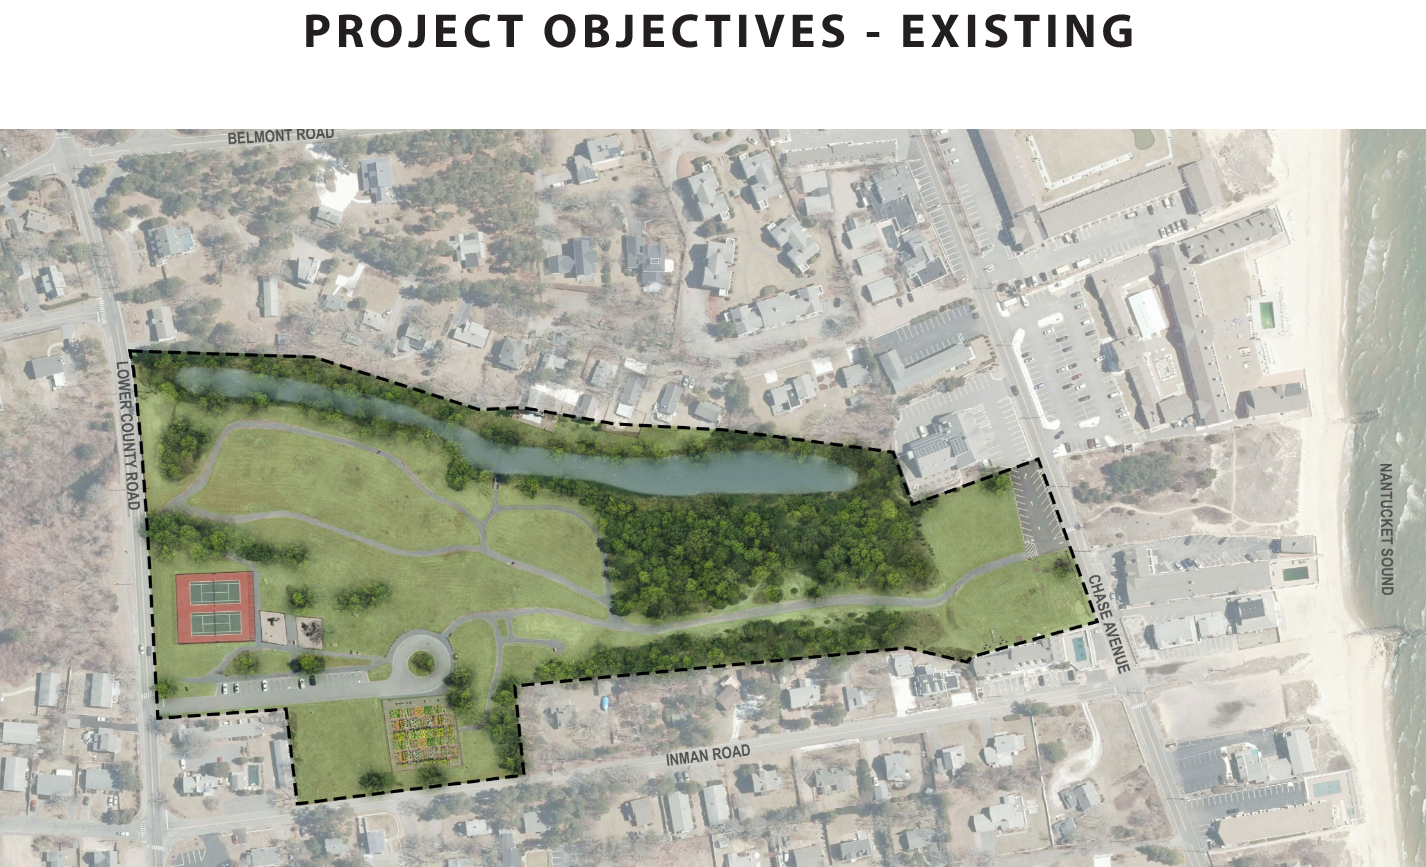 PROJECT OBJECTIVES - EXISTING
BELMONT ROAD
LOWER COUNTY ROAD
NANTUCKET SOUND
CHASE AVENUE
INMAN ROAD